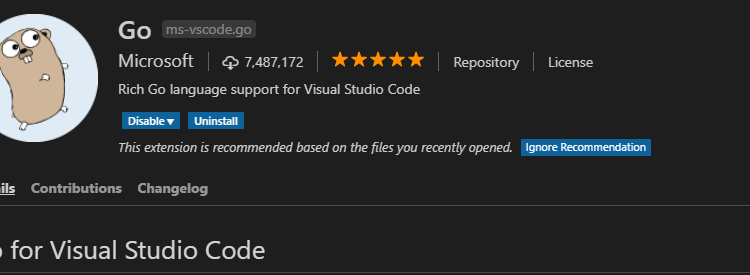 Go ms-vscode.go
Microsoft 7,487,172 Repository License
Rich Go language support for Visual Studio Code
Disable Uninstall
This extension is recommended based on the files you recently opened. Ignore Recommendation
ils Contributions Changelog
o for Visual Studio Code